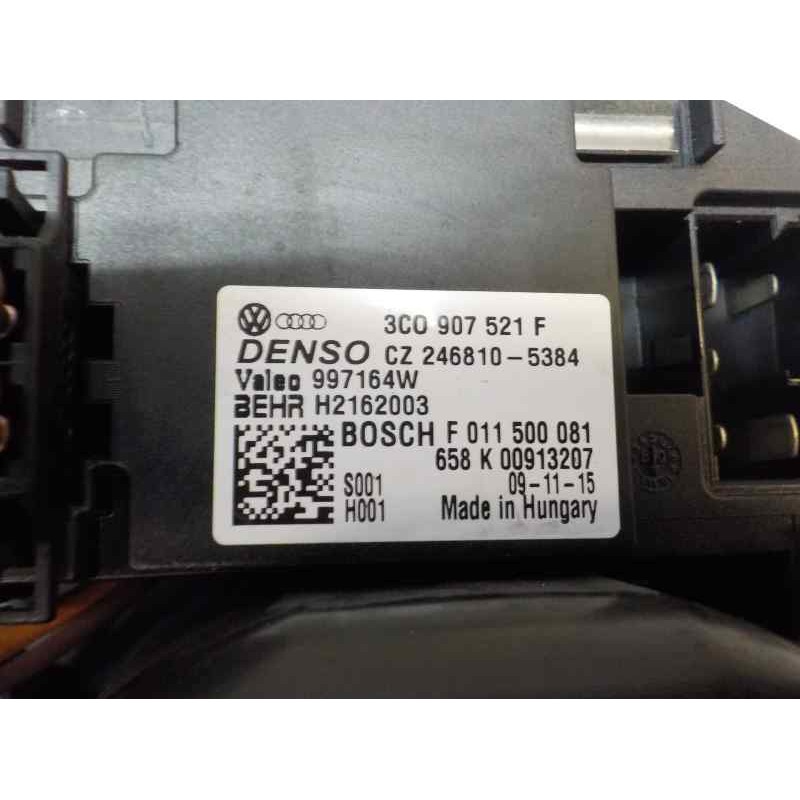 3C0 907 521 F
DENSO CZ 246810-5384
Valeo 997164W
BEHR H2162003
BOSCH F 011 500 081
658 K 00913207
S001 09-11-15
H001 Made in Hungary